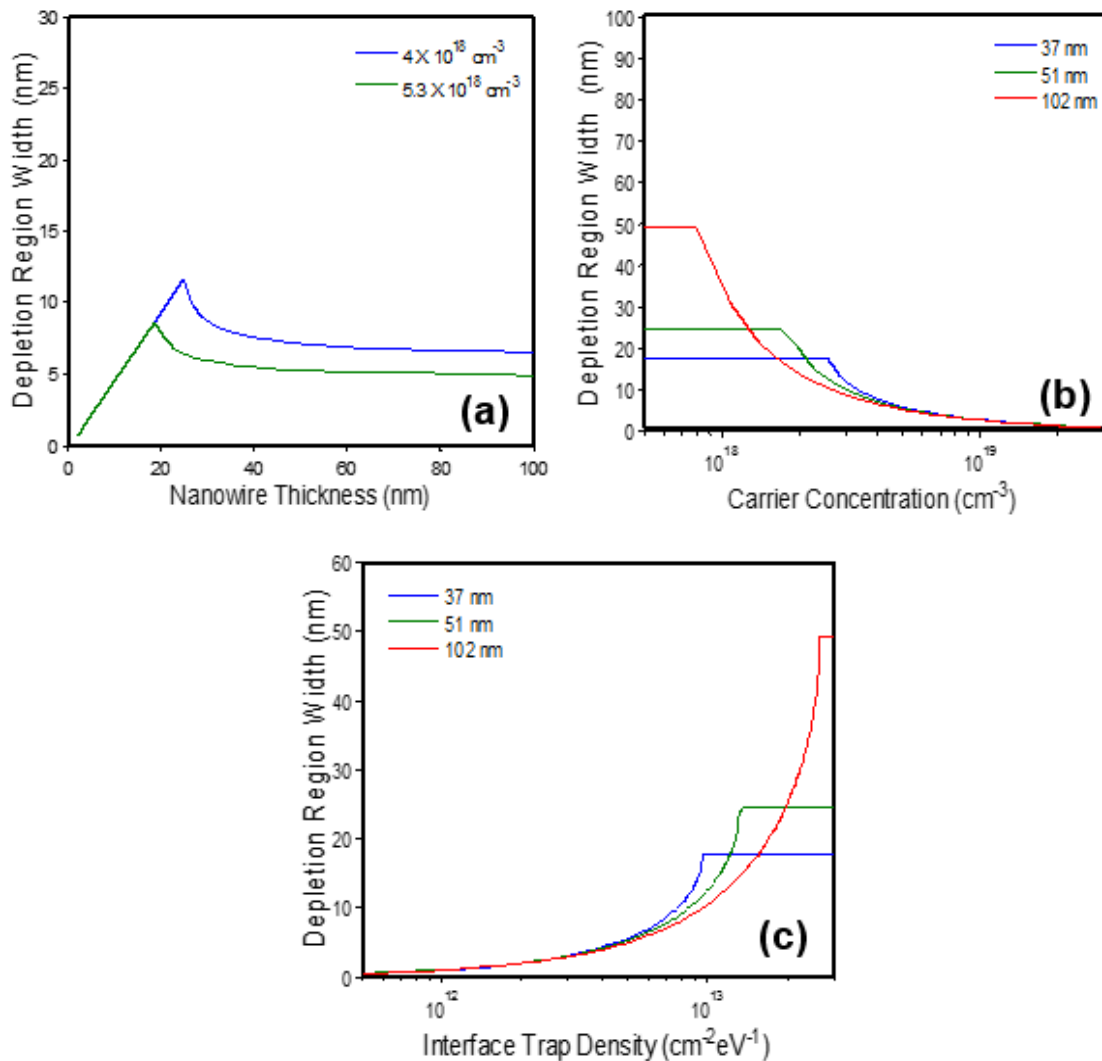 30
25
20
15
10
5
0
0 20 40 60 80 100
Depletion Region Width (nm)
Nanowire Thickness (nm)
4 X 10^18 cm^-3
5.3 X 10^18 cm^-3
(a)
100
90
80
70
60
50
40
30
20
10
0
10^18 10^19
Depletion Region Width (nm)
Carrier Concentration (cm^-3)
37 nm
51 nm
102 nm
(b)
60
50
40
30
20
10
0
10^12 10^13
Depletion Region Width (nm)
Interface Trap Density (cm^-2eV^-1)
37 nm
51 nm
102 nm
(c)